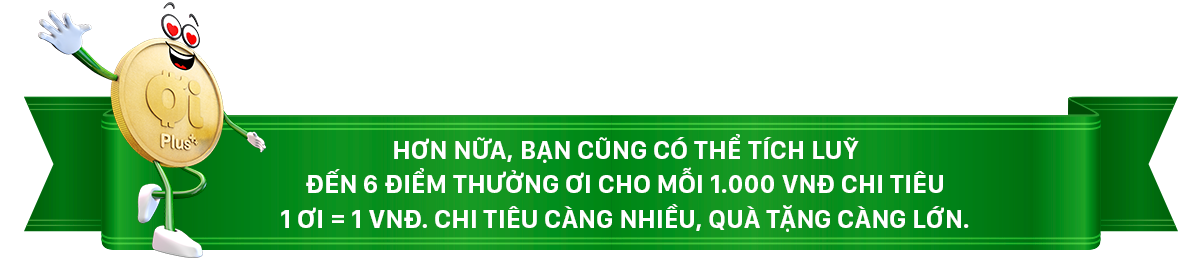 ơi
Plus+
HƠN NỮA, BẠN CŨNG CÓ THỂ TÍCH LUỸ
ĐẾN 6 ĐIỂM THƯỞNG ƠI CHO MỖI 1.000 VNĐ CHI TIÊU
1 ƠI = 1 VNĐ. CHI TIÊU CÀNG NHIỀU, QUÀ TẶNG CÀNG LỚN.